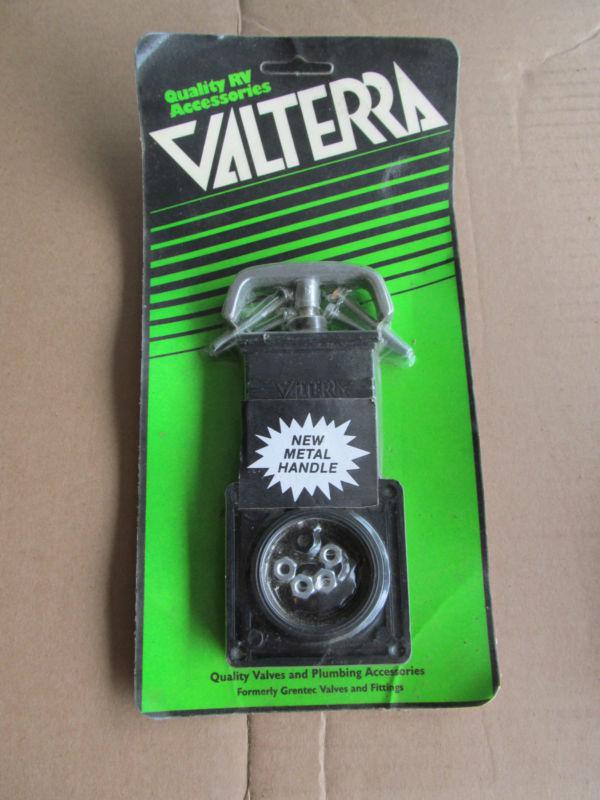 Quality RV
Accessories
VALTERRA
VALTERRA
NEW
METAL
HANDLE
Quality Valves and Plumbing Accessories
Formerly Grentec Valves and Fittings